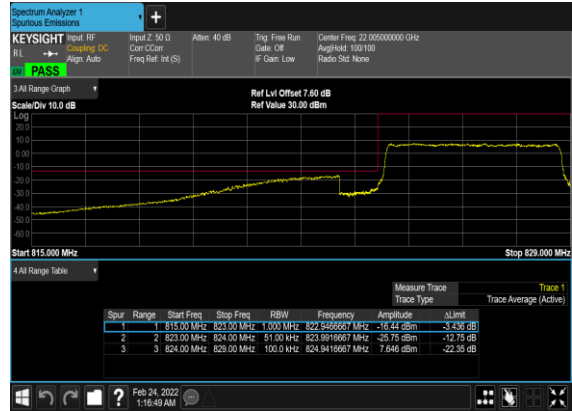 Spectrum Analyzer 1
Spurious Emissions
KEYSIGHT Input: RF Input Z: 50 Ω Atten: 40 dB Trig: Free Run Center Freq: 22.005000000 GHz
RL Coupling: DC Corr CCorr Gate: Off Avg|Hold: 100/100
Align: Auto Freq Ref: Int (S) IF Gain: Low Radio Std: None
PASS
3 All Range Graph
Ref Lvl Offset 7.60 dB
Scale/Div 10.0 dB Ref Value 30.00 dBm
Log
20.0
10.0
0.00
-10.0
-20.0
-30.0
-40.0
-50.0
-60.0
Start 815.000 MHz Stop 829.000 MHz
4 All Range Table
Measure Trace Trace 1
Trace Type Trace Average (Active)
Spur Range Start Freq Stop Freq RBW Frequency Amplitude ΔLimit
1 1 815.00 MHz 823.00 MHz 1.000 MHz 822.9466667 MHz -16.44 dBm -3.436 dB
2 2 823.00 MHz 824.00 MHz 51.00 kHz 823.9916667 MHz -25.75 dBm -12.75 dB
3 3 824.00 MHz 829.00 MHz 100.0 kHz 824.9416667 MHz 7.646 dBm -22.35 dB
? Feb 24, 2022
1:16:49 AM